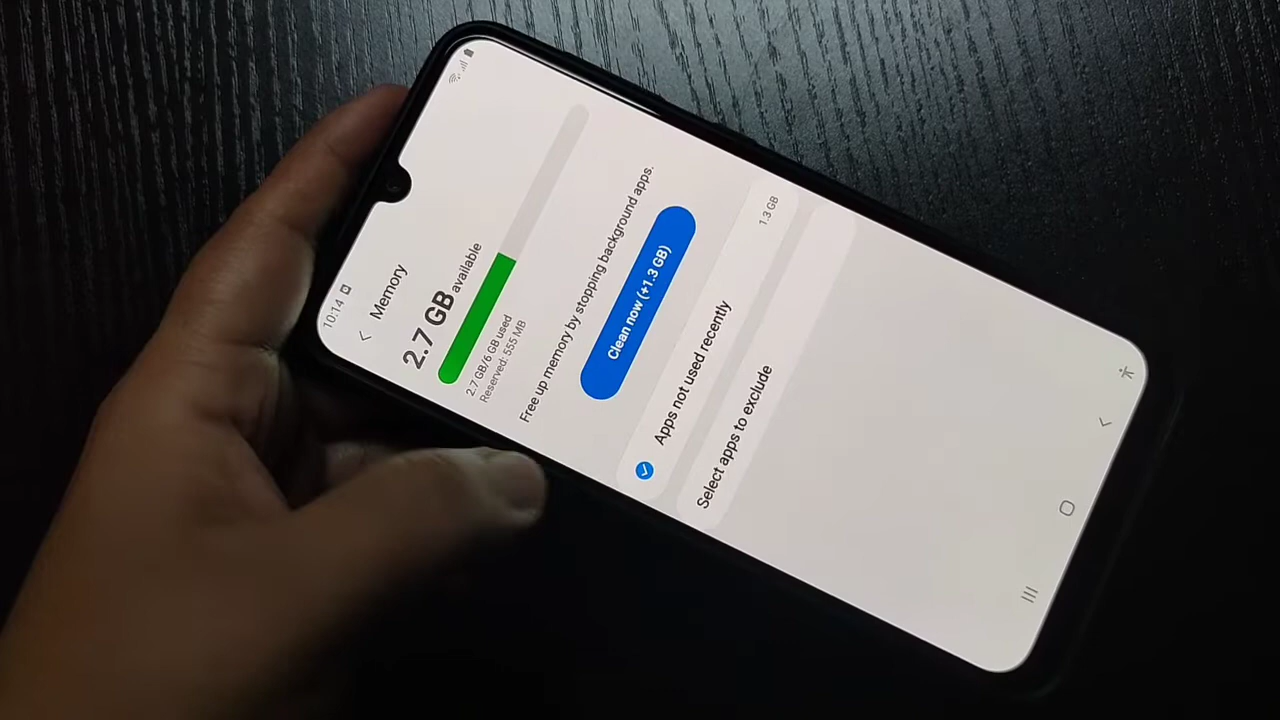 10:14
Memory
2.7 GB available
2.7 GB/6 GB used
Reserved: 555 MB
Free up memory by stopping background apps.
Clean now (+1.3 GB)
Apps not used recently 1.3 GB
Select apps to exclude